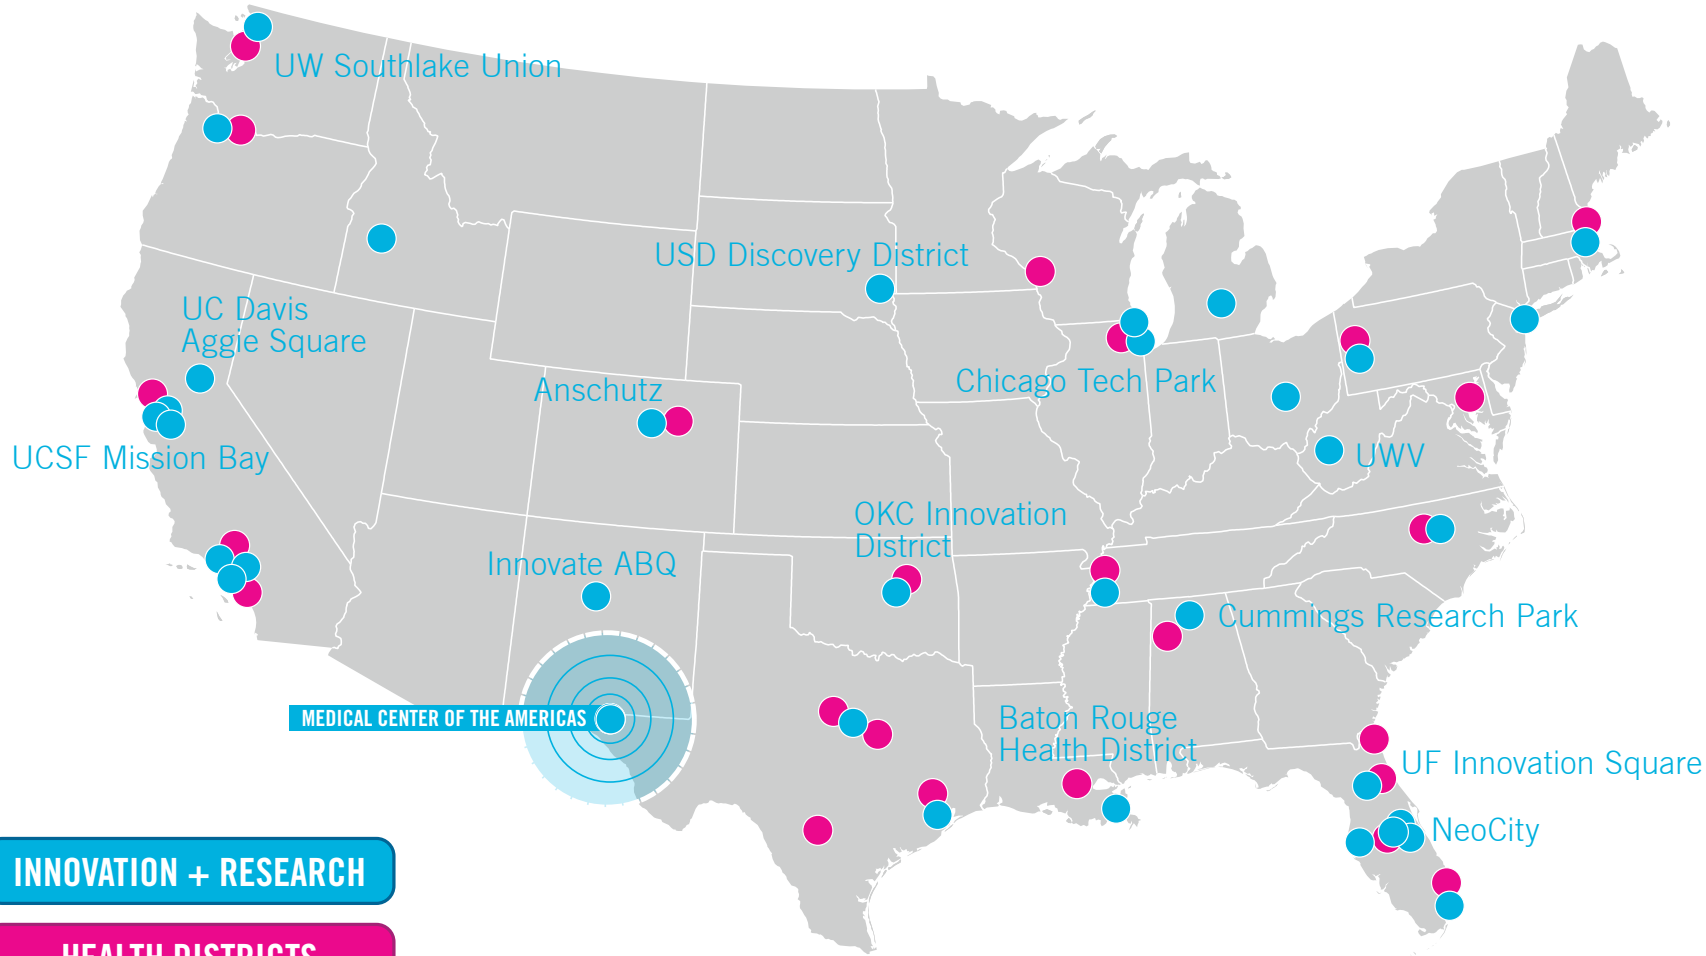 UW Southlake Union
USD Discovery District
UC Davis
Aggie Square
Anschutz
Chicago Tech Park
UCSF Mission Bay
UWV
OKC Innovation
District
Innovate ABQ
Cummings Research Park
MEDICAL CENTER OF THE AMERICAS
Baton Rouge
Health District
UF Innovation Square
NeoCity
INNOVATION + RESEARCH
HEALTH DISTRICTS